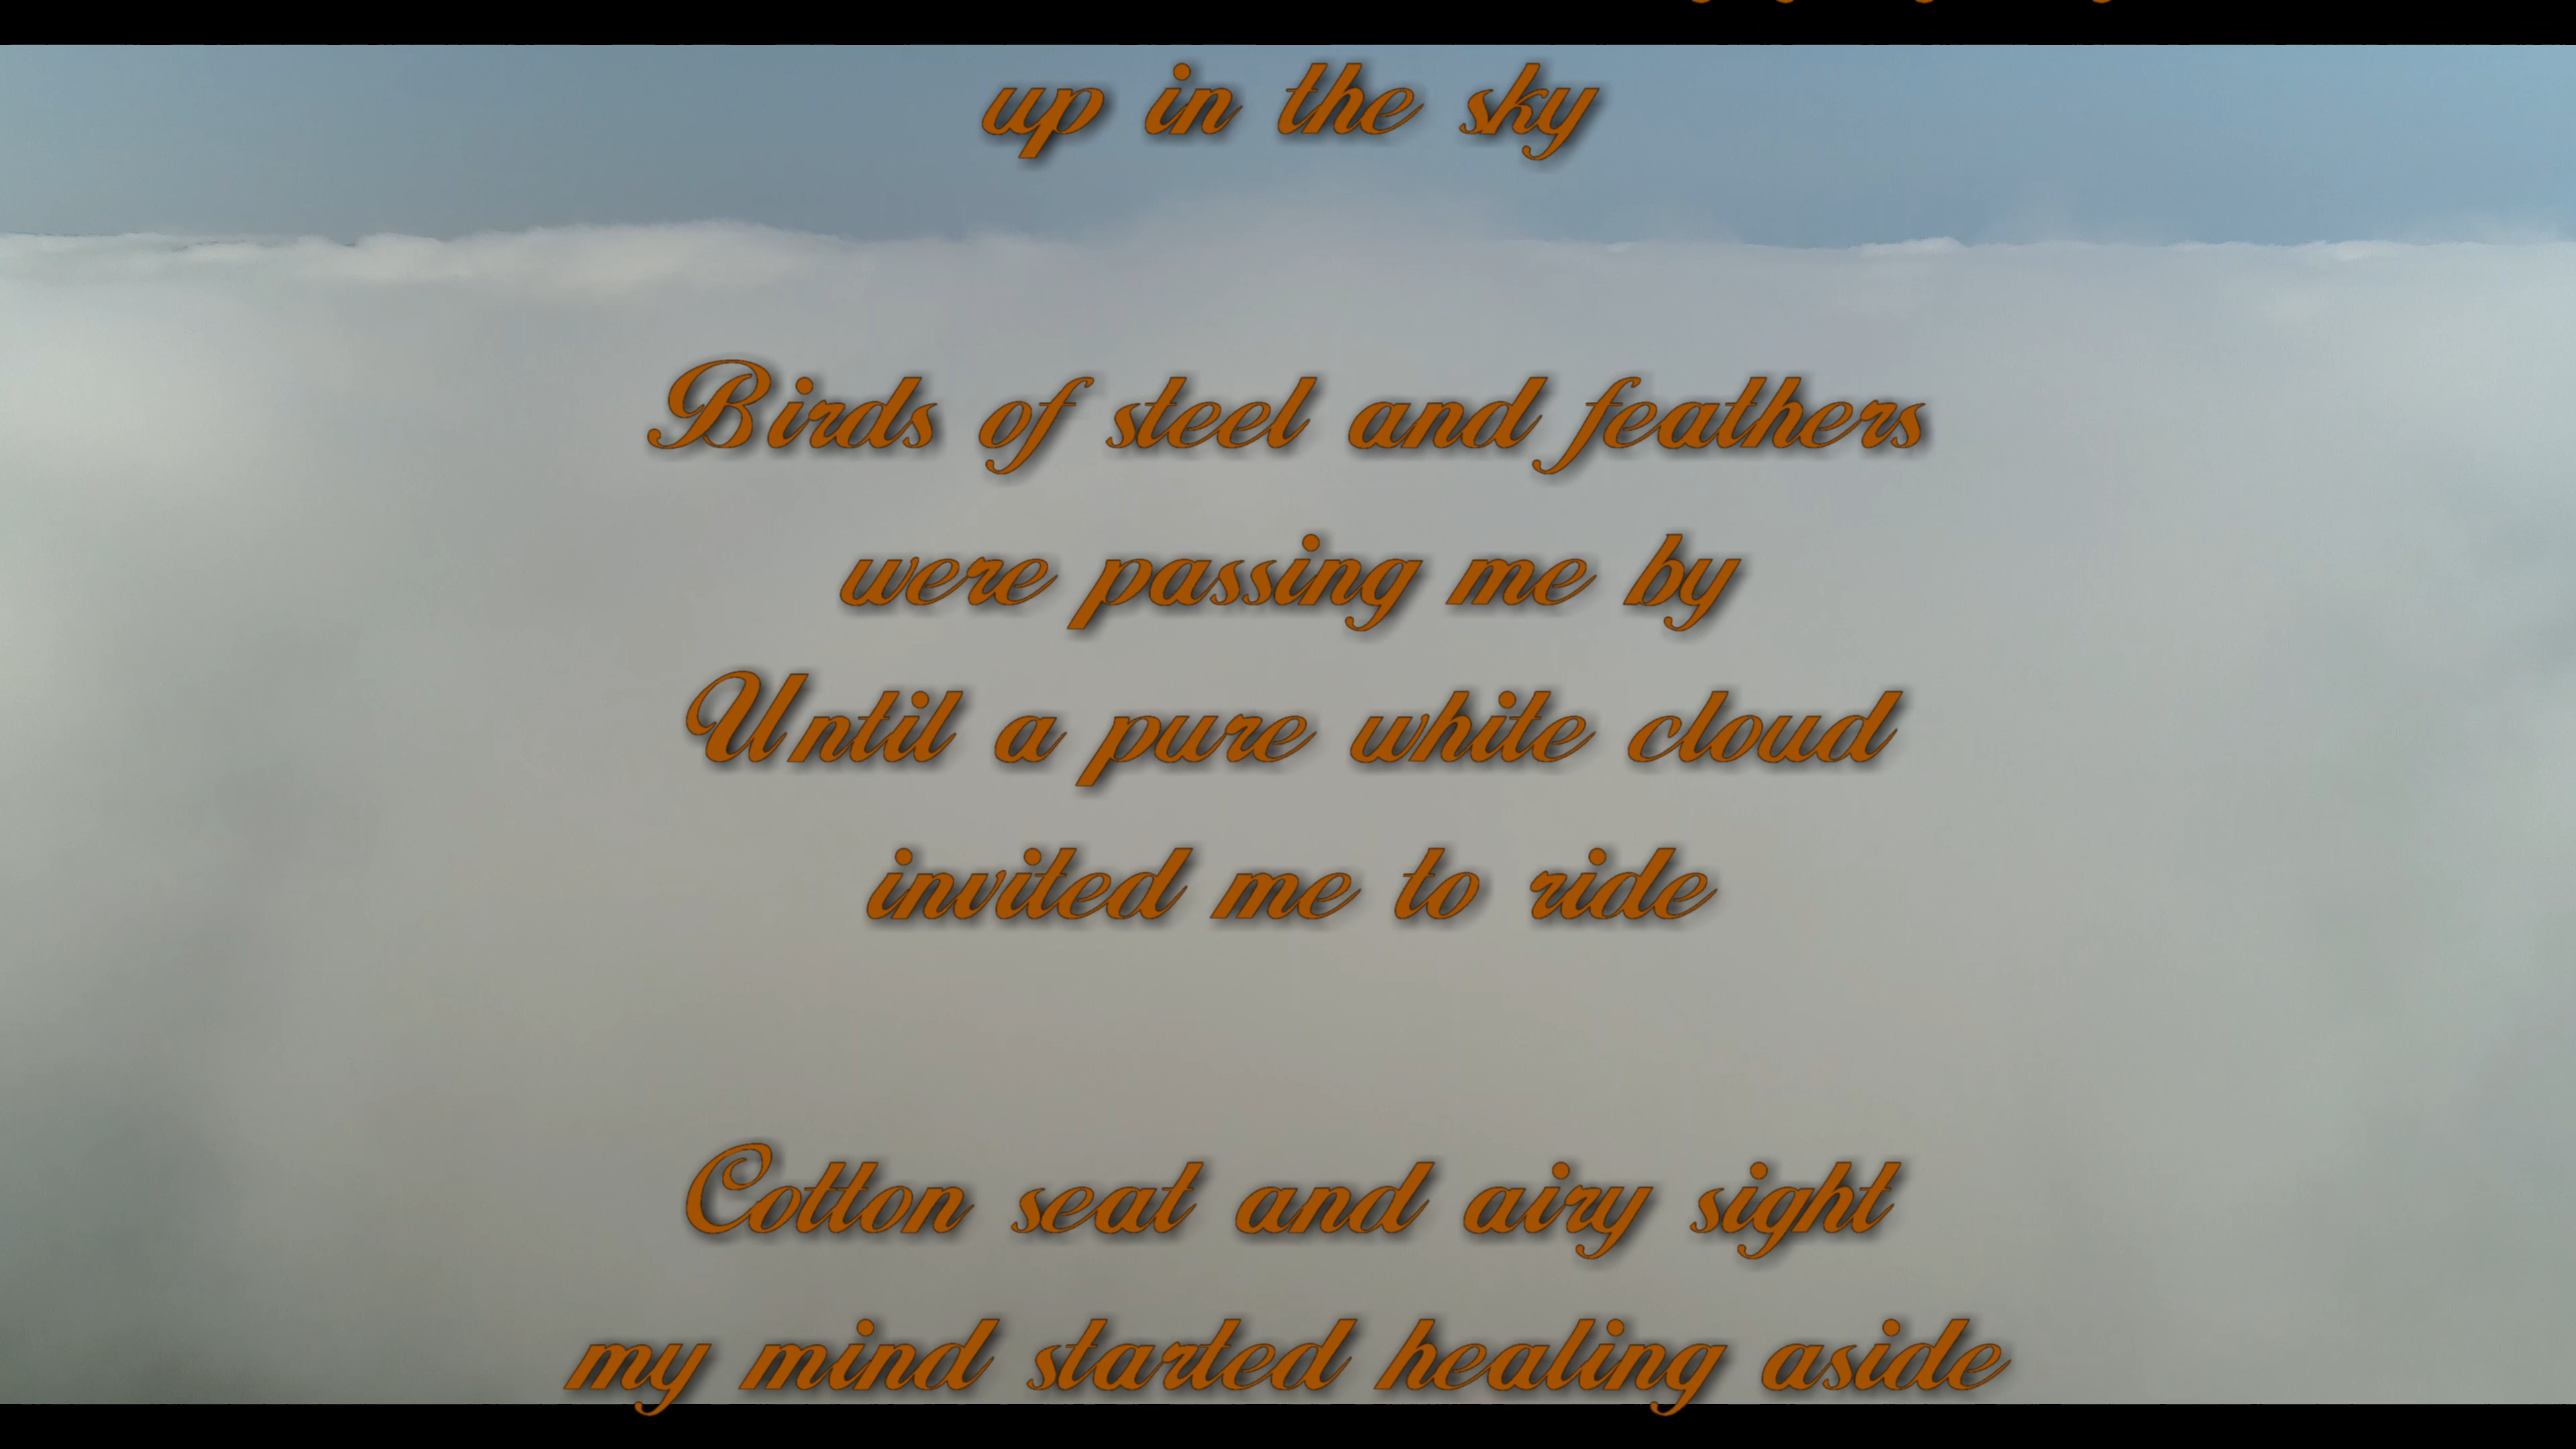 up in the sky
Birds of steel and feathers
were passing me by
Until a pure white cloud
invited me to ride
Cotton seat and airy sight
my mind started healing aside